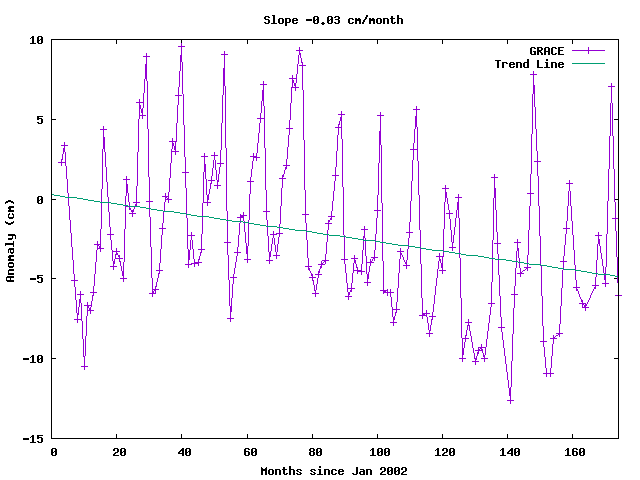 Slope -0.03 cm/month
GRACE
Trend Line
10
5
0
-5
-10
-15
Anomaly (cm)
0 20 40 60 80 100 120 140 160
Months since Jan 2002